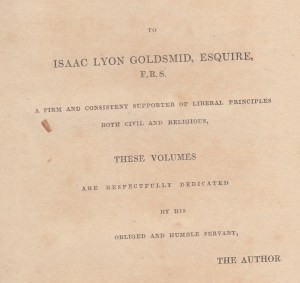 TO
ISAAC LYON GOLDSMID, ESQUIRE,
F.R.S.
A FIRM AND CONSISTENT SUPPORTER OF LIBERAL PRINCIPLES
BOTH CIVIL AND RELIGIOUS,
THESE VOLUMES
ARE RESPECTFULLY DEDICATED
BY HIS
OBLIGED AND HUMBLE SERVANT,
THE AUTHOR